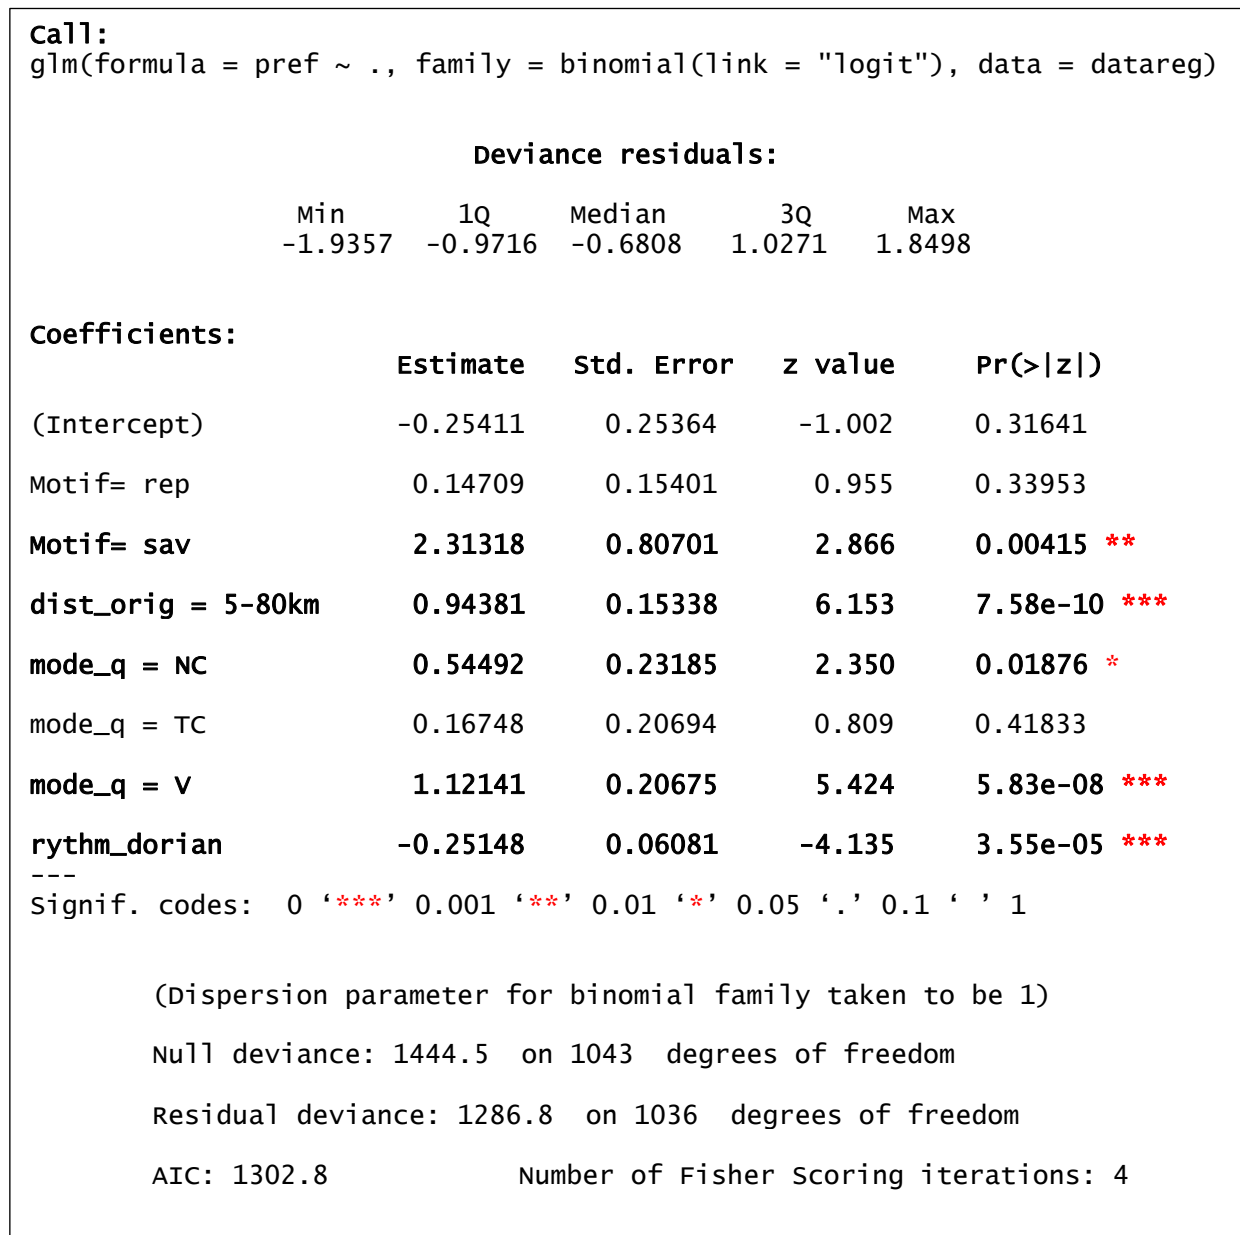 Call:
glm(formula = pref ~ ., family = binomial(link = "logit"), data = datareg)
Deviance residuals:
Min 1Q Median 3Q Max
-1.9357 -0.9716 -0.6808 1.0271 1.8498
Coefficients:
Estimate Std. Error z value Pr(>|z|)
(Intercept) -0.25411 0.25364 -1.002 0.31641
Motif= rep 0.14709 0.15401 0.955 0.33953
Motif= sav 2.31318 0.80701 2.866 0.00415 **
dist_orig = 5-80km 0.94381 0.15338 6.153 7.58e-10 ***
mode_q = NC 0.54492 0.23185 2.350 0.01876 *
mode_q = TC 0.16748 0.20694 0.809 0.41833
mode_q = V 1.12141 0.20675 5.424 5.83e-08 ***
rythm_dorian -0.25148 0.06081 -4.135 3.55e-05 ***
---
Signif. codes: 0 ‘***’ 0.001 ‘**’ 0.01 ‘*’ 0.05 ‘.’ 0.1 ‘ ’ 1
(Dispersion parameter for binomial family taken to be 1)
Null deviance: 1444.5 on 1043 degrees of freedom
Residual deviance: 1286.8 on 1036 degrees of freedom
AIC: 1302.8 Number of Fisher Scoring iterations: 4